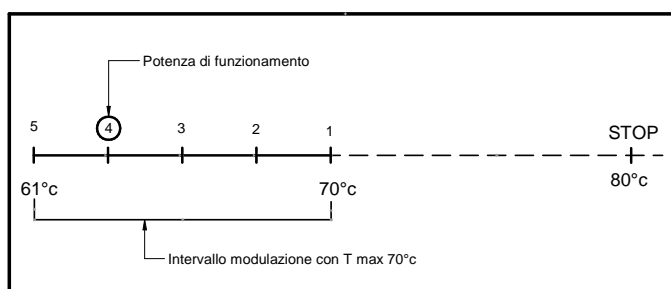 Potenza di funzionamento
5 4 3 2 1 STOP
61°c 70°c 80°c
Intervallo modulazione con T max 70°c